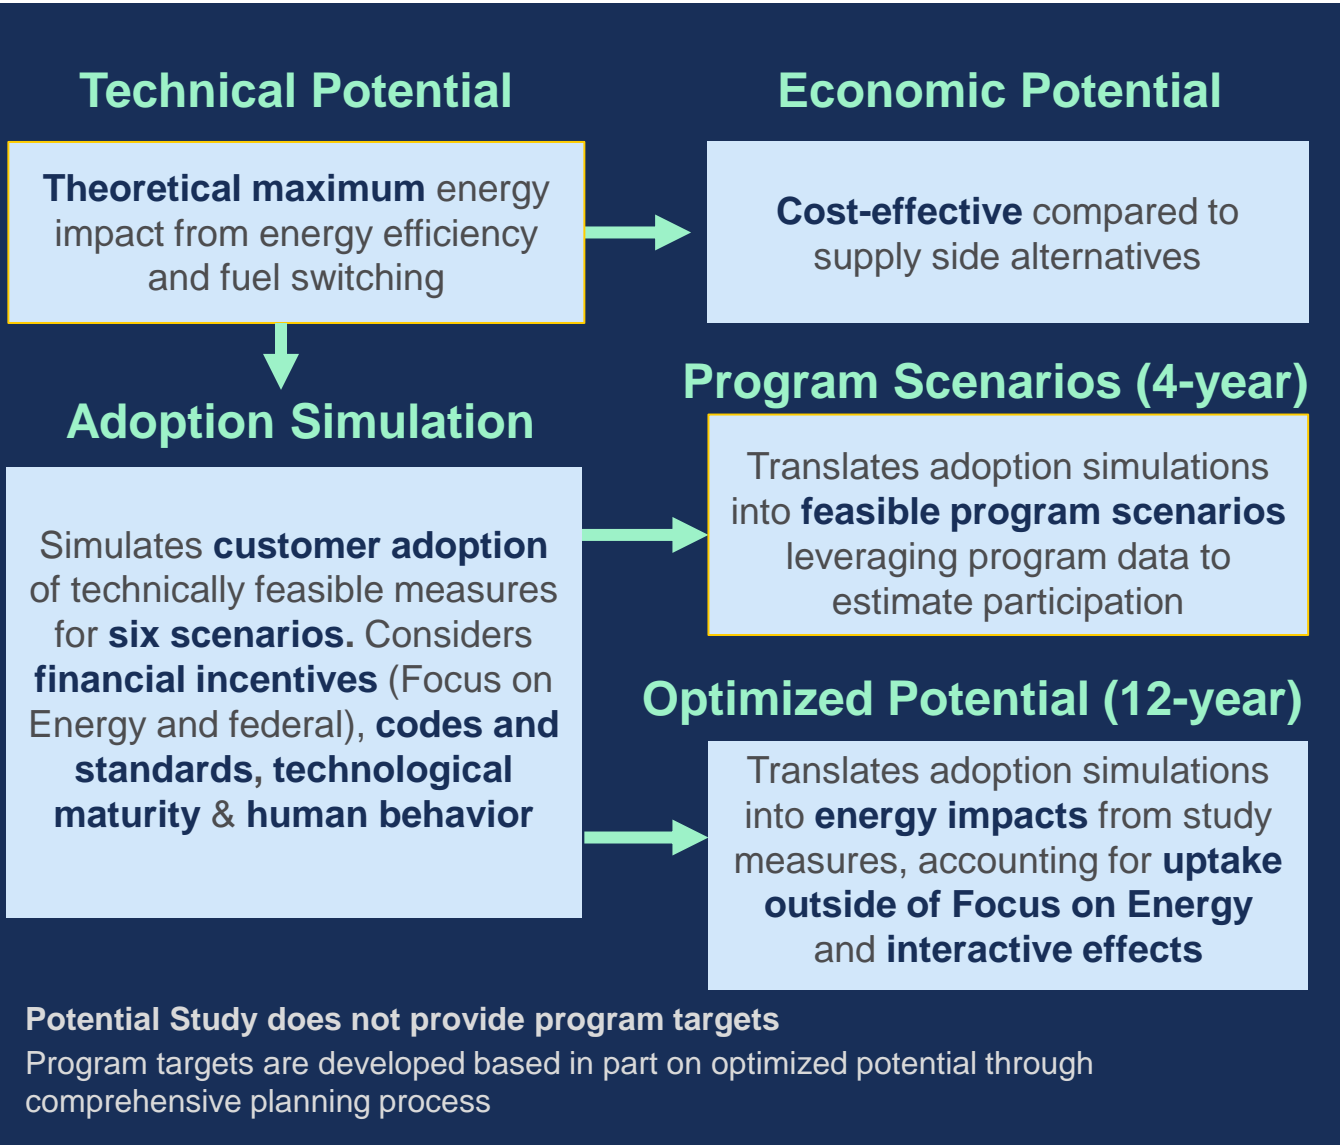 Technical Potential
Theoretical maximum energy
impact from energy efficiency
and fuel switching
Economic Potential
Cost-effective compared to
supply side alternatives
Adoption Simulation
Simulates customer adoption
of technically feasible measures
for six scenarios. Considers
financial incentives (Focus on
Energy and federal), codes and
standards, technological
maturity & human behavior
Program Scenarios (4-year)
Translates adoption simulations
into feasible program scenarios
leveraging program data to
estimate participation
Optimized Potential (12-year)
Translates adoption simulations
into energy impacts from study
measures, accounting for uptake
outside of Focus on Energy
and interactive effects
Potential Study does not provide program targets
Program targets are developed based in part on optimized potential through
comprehensive planning process